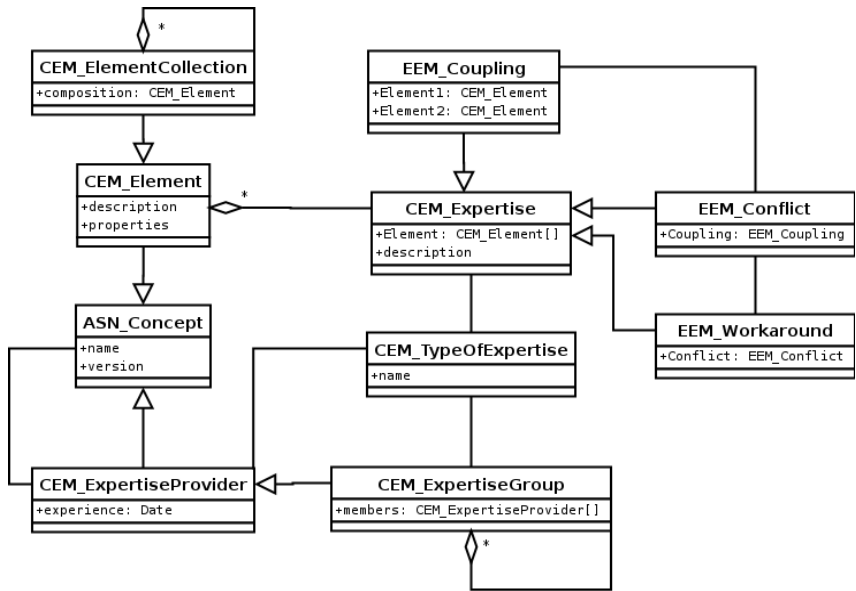 *
CEM_ElementCollection
+composition: CEM_Element
EEM_Coupling
+Element1: CEM_Element
+Element2: CEM_Element
CEM_Element
+description
+properties
*
CEM_Expertise
+Element: CEM_Element[]
+description
EEM_Conflict
+Coupling: EEM_Coupling
ASN_Concept
+name
+version
CEM_TypeOfExpertise
+name
EEM_Workaround
+Conflict: EEM_Conflict
CEM_ExpertiseProvider
+experience: Date
CEM_ExpertiseGroup
+members: CEM_ExpertiseProvider[]
*